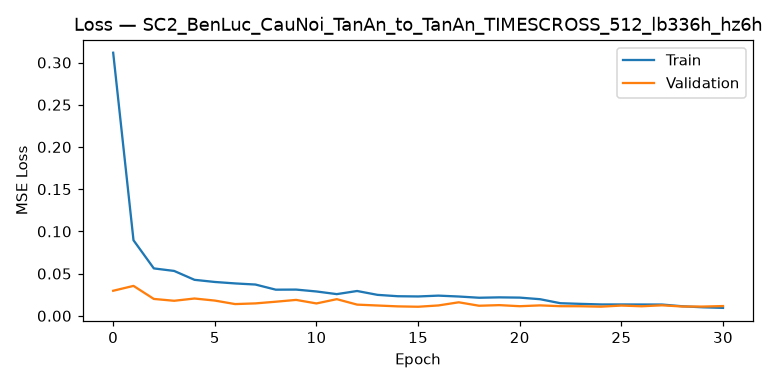 Loss — SC2_BenLuc_CauNoi_TanAn_to_TanAn_TIMESCROSS_512_lb336h_hz6h
Train
Validation
MSE Loss
0.30
0.25
0.20
0.15
0.10
0.05
0.00
0 5 10 15 20 25 30
Epoch